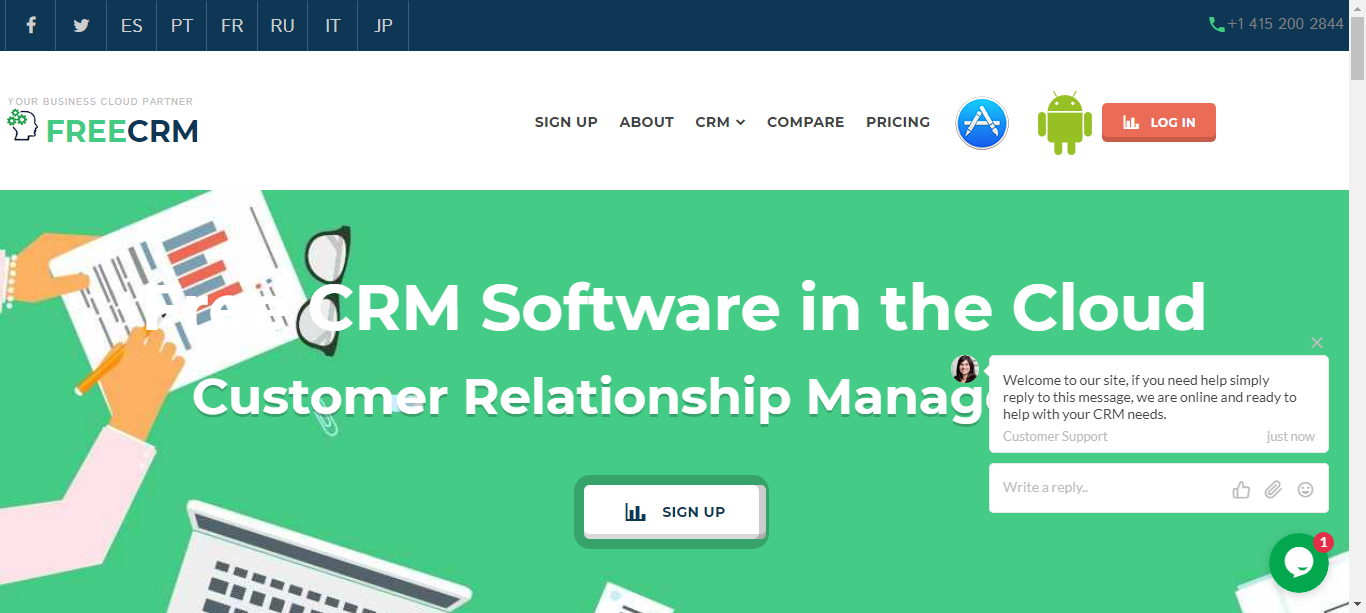 ES PT FR RU IT JP
+1 415 200 2844
YOUR BUSINESS CLOUD PARTNER
FREECRM
SIGN UP ABOUT CRM COMPARE PRICING LOG IN
Free CRM Software in the Cloud
Customer Relationship Manage
Welcome to our site, if you need help simply
reply to this message, we are online and ready to
help with your CRM needs.
Customer Support just now
Write a reply..
SIGN UP
1